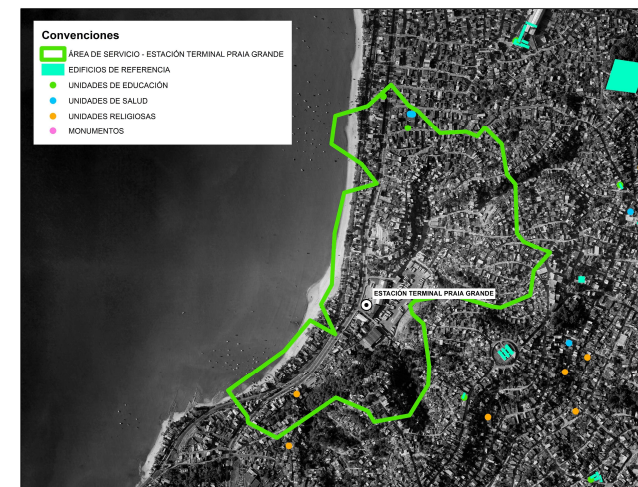 Convenciones
ÁREA DE SERVICIO - ESTACIÓN TERMINAL PRAIA GRANDE
EDIFICIOS DE REFERENCIA
UNIDADES DE EDUCACIÓN
UNIDADES DE SALUD
UNIDADES RELIGIOSAS
MONUMENTOS
ESTACIÓN TERMINAL PRAIA GRANDE